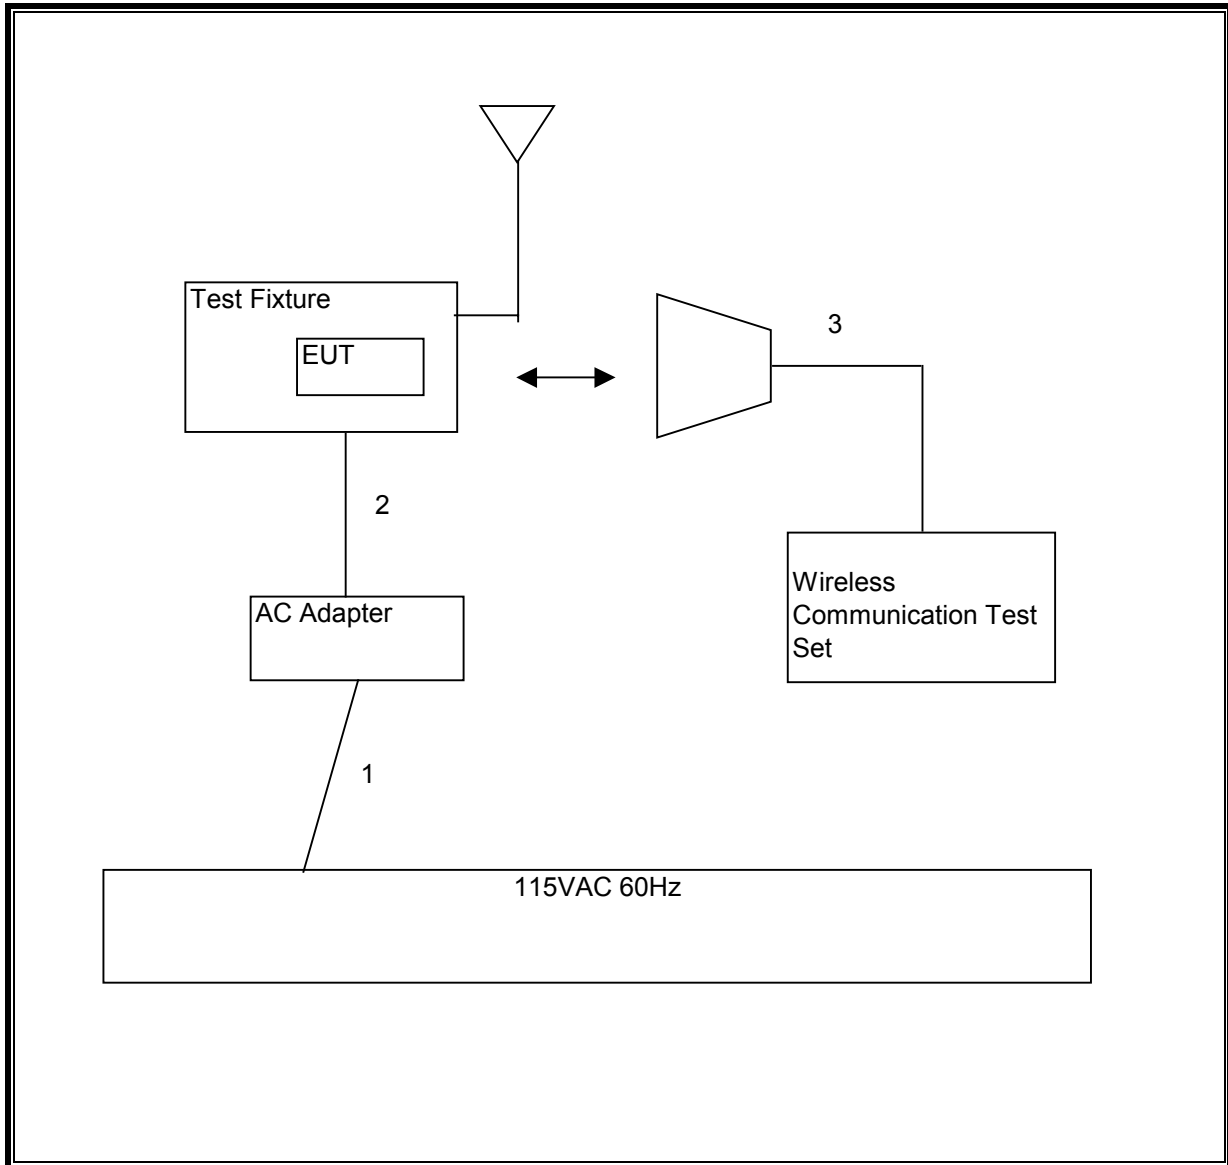 Test Fixture
EUT
3
2
AC Adapter
Wireless
Communication Test
Set
1
115VAC 60Hz